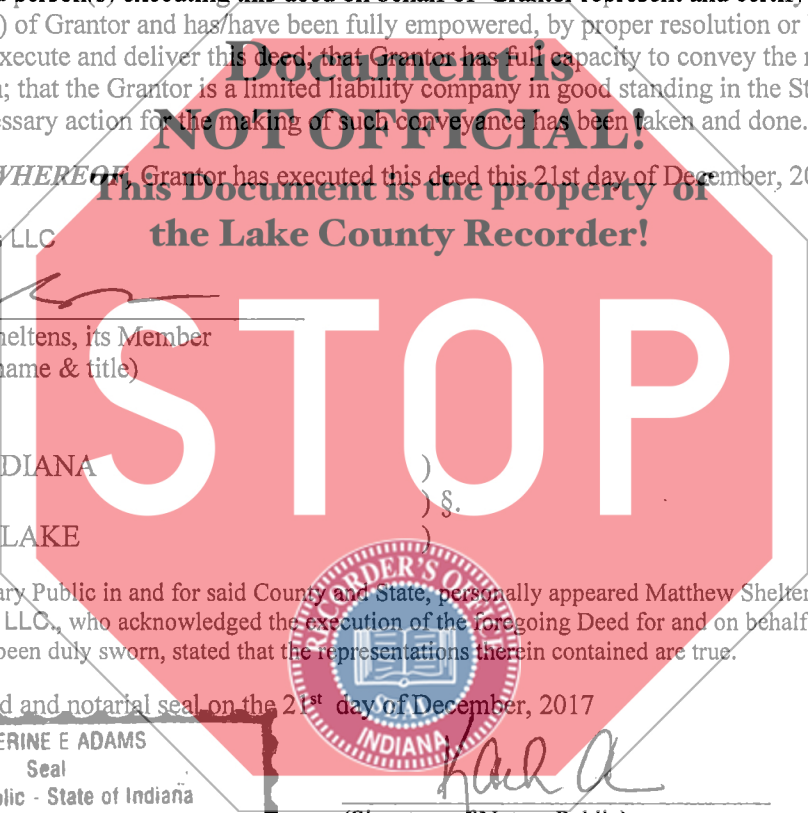 person(s) executing this deed on behalf of Grantor represent and certify
) of Grantor and has/have been fully empowered, by proper resolution or
xecute and deliver this deed; that Grantor has full capacity to convey the
Document is
; that the Grantor is a limited liability company in good standing in the St
essary action for the making of such conveyance has been taken and done.
NOT OFFICIAL!
WHEREOF, Grantor has executed this deed this 21st day of December, 20
This Document is the property of
the Lake County Recorder!
LLC
STOP
heltens, its Member
name & title)
DIANA )
) §.
LAKE )
ary Public in and for said County and State, personally appeared Matthew Shelten
LLC., who acknowledged the execution of the foregoing Deed for and on behalf
been duly sworn, stated that the representations therein contained are true.
RECORDER'S OFFICE
SEAL
INDIANA
d and notarial seal on the 21st day of December, 2017
ERINE E ADAMS
Seal
blic - State of Indiana